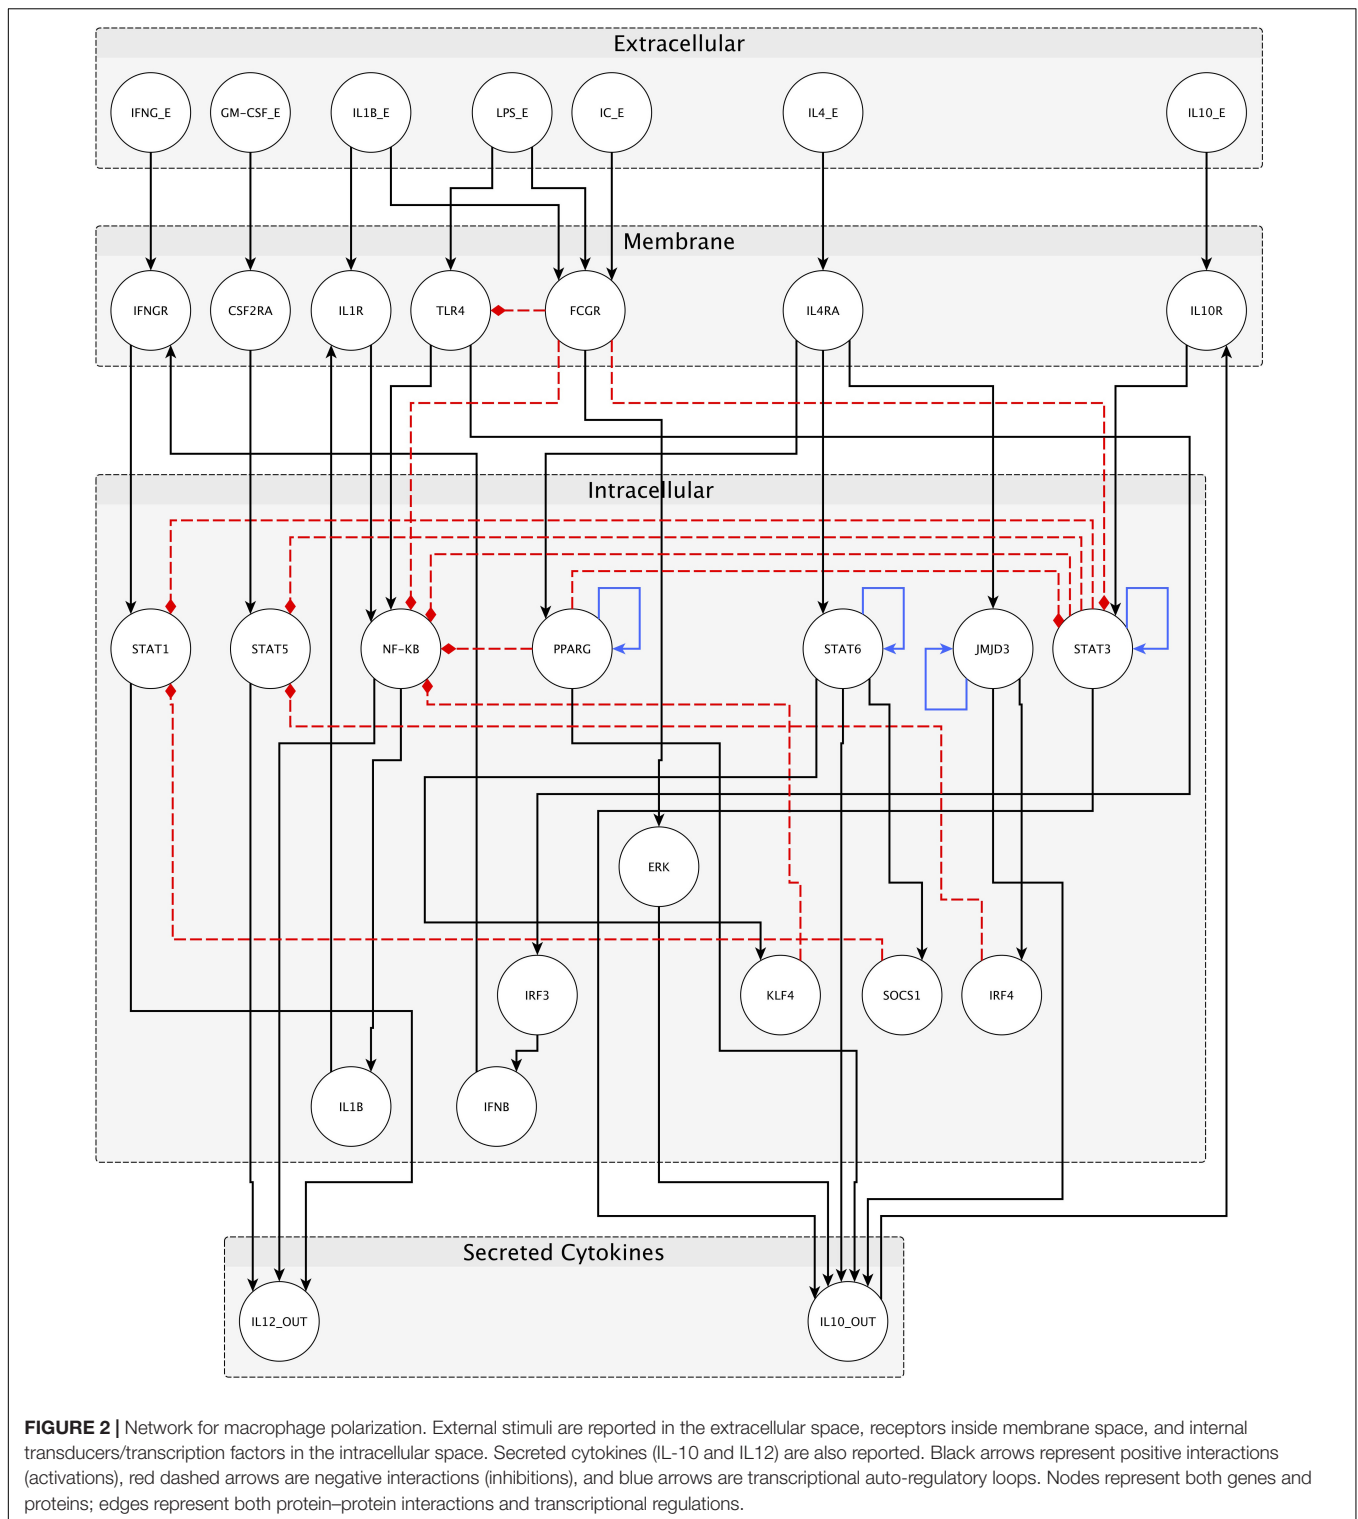 Extracellular
IFNG_E
GM-CSF_E
IL1B_E
LPS_E
IC_E
IL4_E
IL10_E
Membrane
IFNGR
CSF2RA
IL1R
TLR4
FCGR
IL4RA
IL10R
Intracellular
STAT1
STAT5
NF-KB
PPARG
STAT6
JMJD3
STAT3
ERK
IRF3
KLF4
SOCS1
IRF4
IL1B
IFNB
Secreted Cytokines
IL12_OUT
IL10_OUT
FIGURE 2 | Network for macrophage polarization. External stimuli are reported in the extracellular space, receptors inside membrane space, and internal
transducers/transcription factors in the intracellular space. Secreted cytokines (IL-10 and IL12) are also reported. Black arrows represent positive interactions
(activations), red dashed arrows are negative interactions (inhibitions), and blue arrows are transcriptional auto-regulatory loops. Nodes represent both genes and
proteins; edges represent both protein–protein interactions and transcriptional regulations.